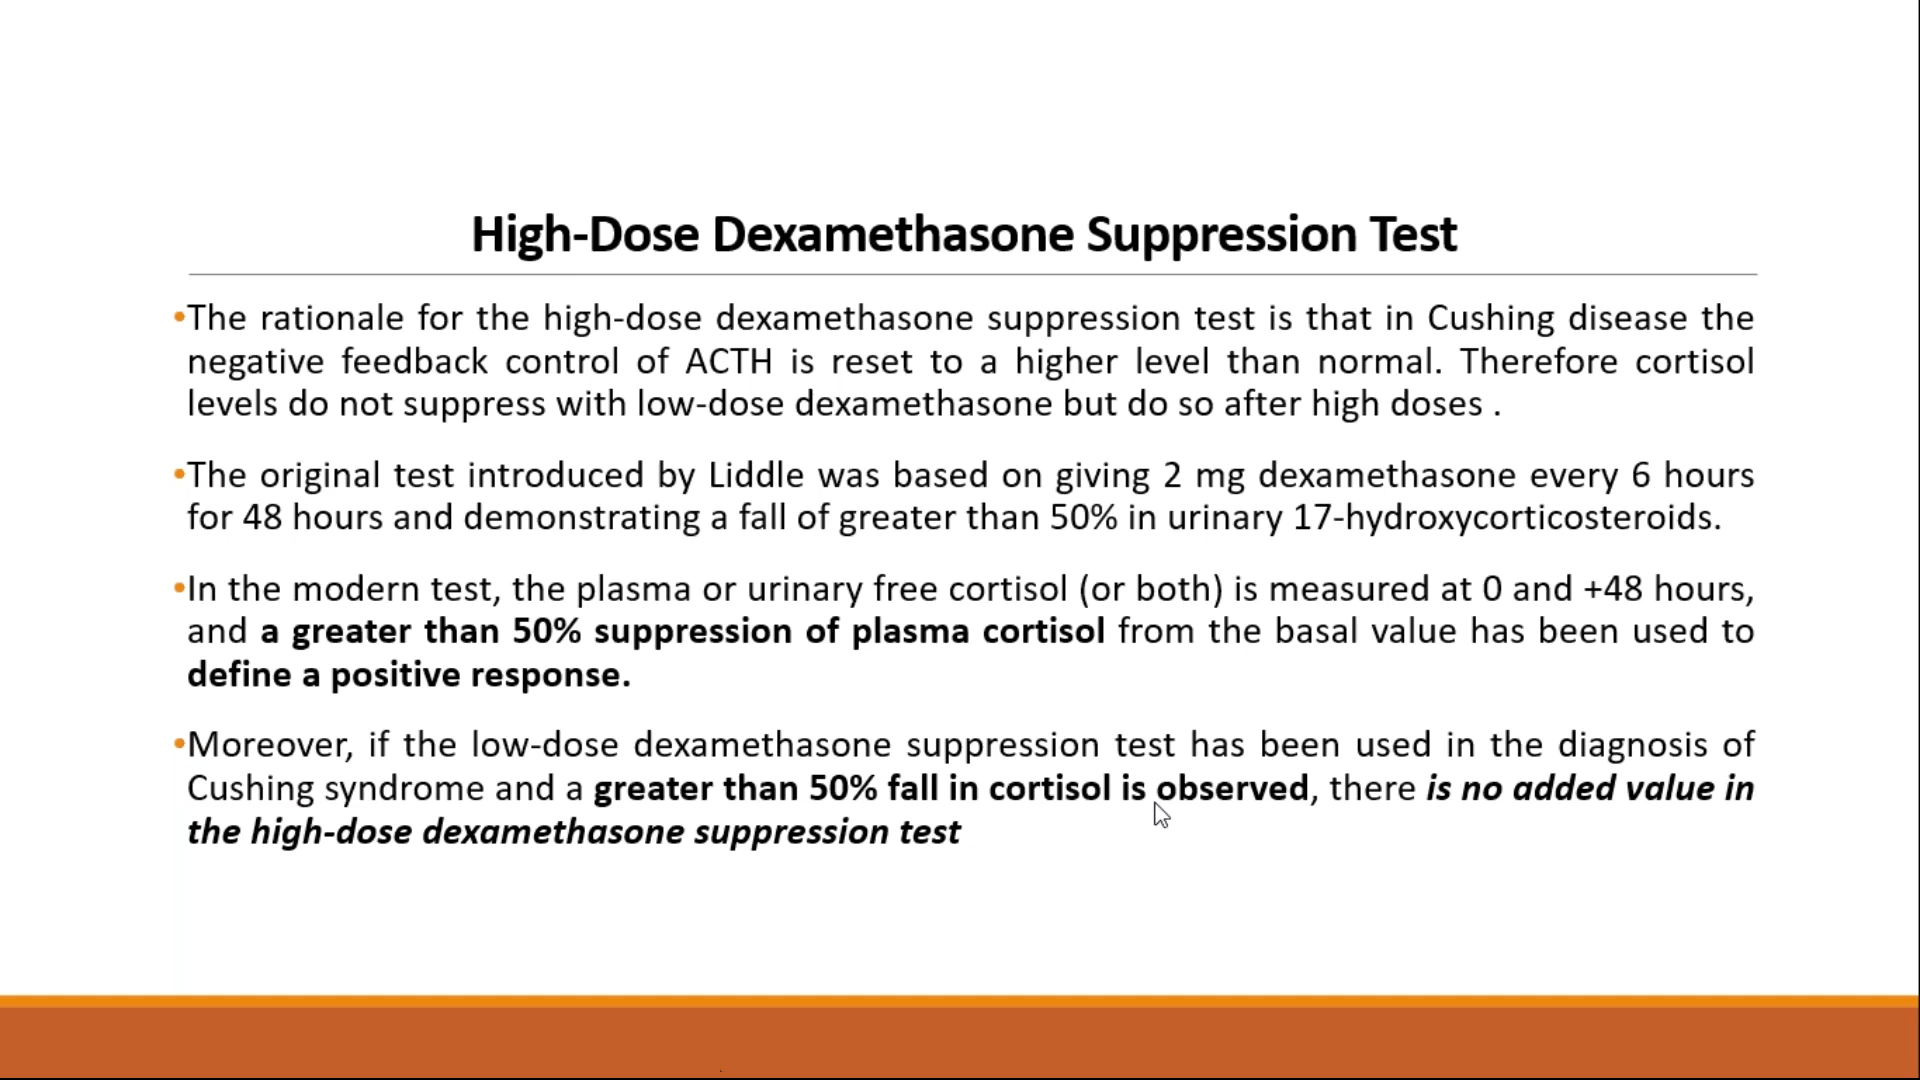 High-Dose Dexamethasone Suppression Test
•The rationale for the high-dose dexamethasone suppression test is that in Cushing disease the
negative feedback control of ACTH is reset to a higher level than normal. Therefore cortisol
levels do not suppress with low-dose dexamethasone but do so after high doses .
•The original test introduced by Liddle was based on giving 2 mg dexamethasone every 6 hours
for 48 hours and demonstrating a fall of greater than 50% in urinary 17-hydroxycorticosteroids.
•In the modern test, the plasma or urinary free cortisol (or both) is measured at 0 and +48 hours,
and a greater than 50% suppression of plasma cortisol from the basal value has been used to
define a positive response.
•Moreover, if the low-dose dexamethasone suppression test has been used in the diagnosis of
Cushing syndrome and a greater than 50% fall in cortisol is observed, there is no added value in
the high-dose dexamethasone suppression test